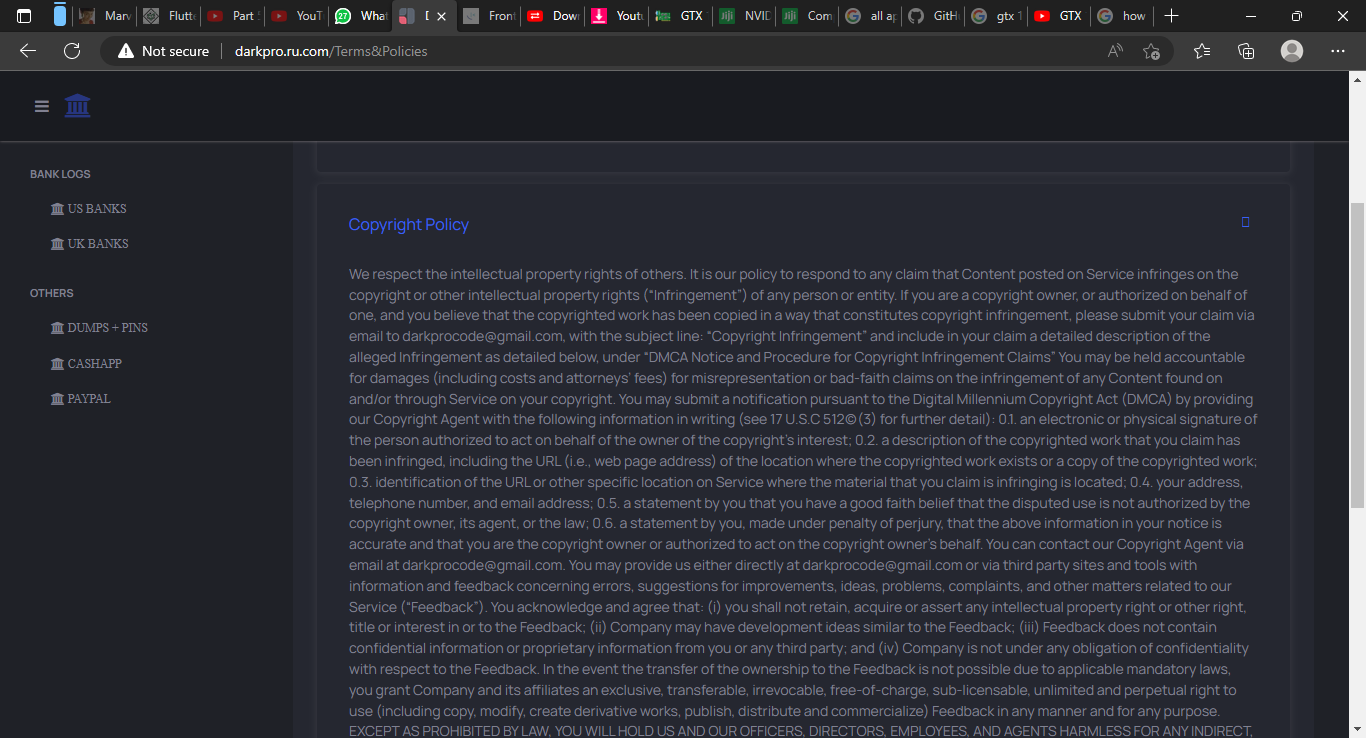 Marv
Flutt
Part
YouT
27
Wha
Fron
Dow
Yout
GTX
NVID
Com
all ap
GitH
gtx 1
GTX
how
Not secure
darkpro.ru.com/Terms&Policies
BANK LOGS
US BANKS
UK BANKS
OTHERS
DUMPS + PINS
CASHAPP
PAYPAL
Copyright Policy
We respect the intellectual property rights of others. It is our policy to respond to any claim that Content posted on Service infringes on the
copyright or other intellectual property rights (“Infringement”) of any person or entity. If you are a copyright owner, or authorized on behalf of
one, and you believe that the copyrighted work has been copied in a way that constitutes copyright infringement, please submit your claim via
email to darkprocode@gmail.com, with the subject line: “Copyright Infringement” and include in your claim a detailed description of the
alleged Infringement as detailed below, under “DMCA Notice and Procedure for Copyright Infringement Claims” You may be held accountable
for damages (including costs and attorneys’ fees) for misrepresentation or bad-faith claims on the infringement of any Content found on
and/or through Service on your copyright. You may submit a notification pursuant to the Digital Millennium Copyright Act (DMCA) by providing
our Copyright Agent with the following information in writing (see 17 U.S.C 512© (3) for further detail): 0.1. an electronic or physical signature of
the person authorized to act on behalf of the owner of the copyright’s interest; 0.2. a description of the copyrighted work that you claim has
been infringed, including the URL (i.e., web page address) of the location where the copyrighted work exists or a copy of the copyrighted work;
0.3. identification of the URL or other specific location on Service where the material that you claim is infringing is located; 0.4. your address,
telephone number, and email address; 0.5. a statement by you that you have a good faith belief that the disputed use is not authorized by the
copyright owner, its agent, or the law; 0.6. a statement by you, made under penalty of perjury, that the above information in your notice is
accurate and that you are the copyright owner or authorized to act on the copyright owner’s behalf. You can contact our Copyright Agent via
email at darkprocode@gmail.com. You may provide us either directly at darkprocode@gmail.com or via third party sites and tools with
information and feedback concerning errors, suggestions for improvements, ideas, problems, complaints, and other matters related to our
Service (“Feedback”). You acknowledge and agree that: (i) you shall not retain, acquire or assert any intellectual property right or other right,
title or interest in or to the Feedback; (ii) Company may have development ideas similar to the Feedback; (iii) Feedback does not contain
confidential information or proprietary information from you or any third party; and (iv) Company is not under any obligation of confidentiality
with respect to the Feedback. In the event the transfer of the ownership to the Feedback is not possible due to applicable mandatory laws,
you grant Company and its affiliates an exclusive, transferable, irrevocable, free-of-charge, sub-licensable, unlimited and perpetual right to
use (including copy, modify, create derivative works, publish, distribute and commercialize) Feedback in any manner and for any purpose.
EXCEPT AS PROHIBITED BY LAW, YOU WILL HOLD US AND OUR OFFICERS, DIRECTORS, EMPLOYEES, AND AGENTS HARMLESS FOR ANY INDIRECT,